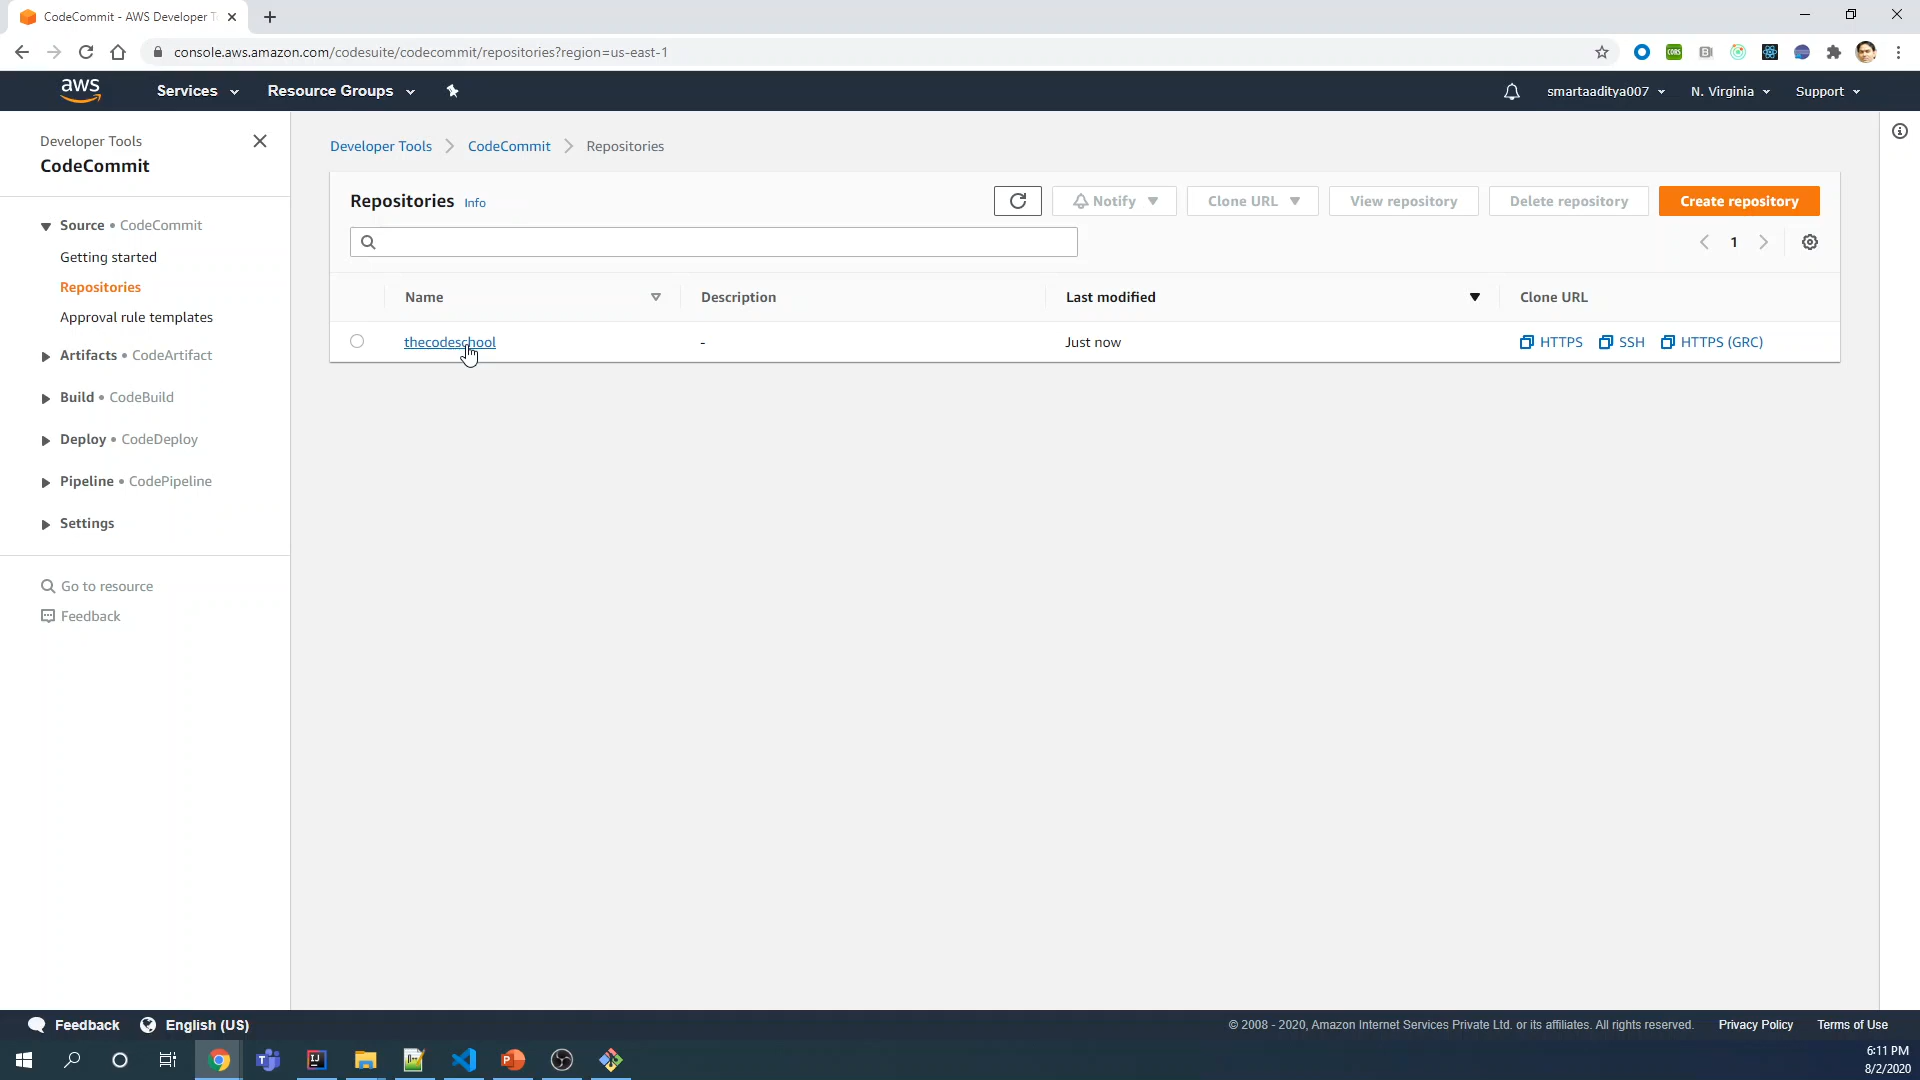 CodeCommit - AWS Developer T
console.aws.amazon.com/codesuite/codecommit/repositories?region=us-east-1
CORS
aws
Services
Resource Groups
smartaaditya007
N. Virginia
Support
Developer Tools
CodeCommit
Source • CodeCommit
Getting started
Repositories
Approval rule templates
Artifacts • CodeArtifact
Build • CodeBuild
Deploy • CodeDeploy
Pipeline • CodePipeline
Settings
Go to resource
Feedback
Developer Tools > CodeCommit > Repositories
Repositories Info
Notify
Clone URL
View repository
Delete repository
Create repository
1
Name
Description
Last modified
Clone URL
thecodeschool
-
Just now
HTTPS
SSH
HTTPS (GRC)
Feedback
English (US)
© 2008 - 2020, Amazon Internet Services Private Ltd. or its affiliates. All rights reserved.
Privacy Policy
Terms of Use
6:11 PM
8/2/2020